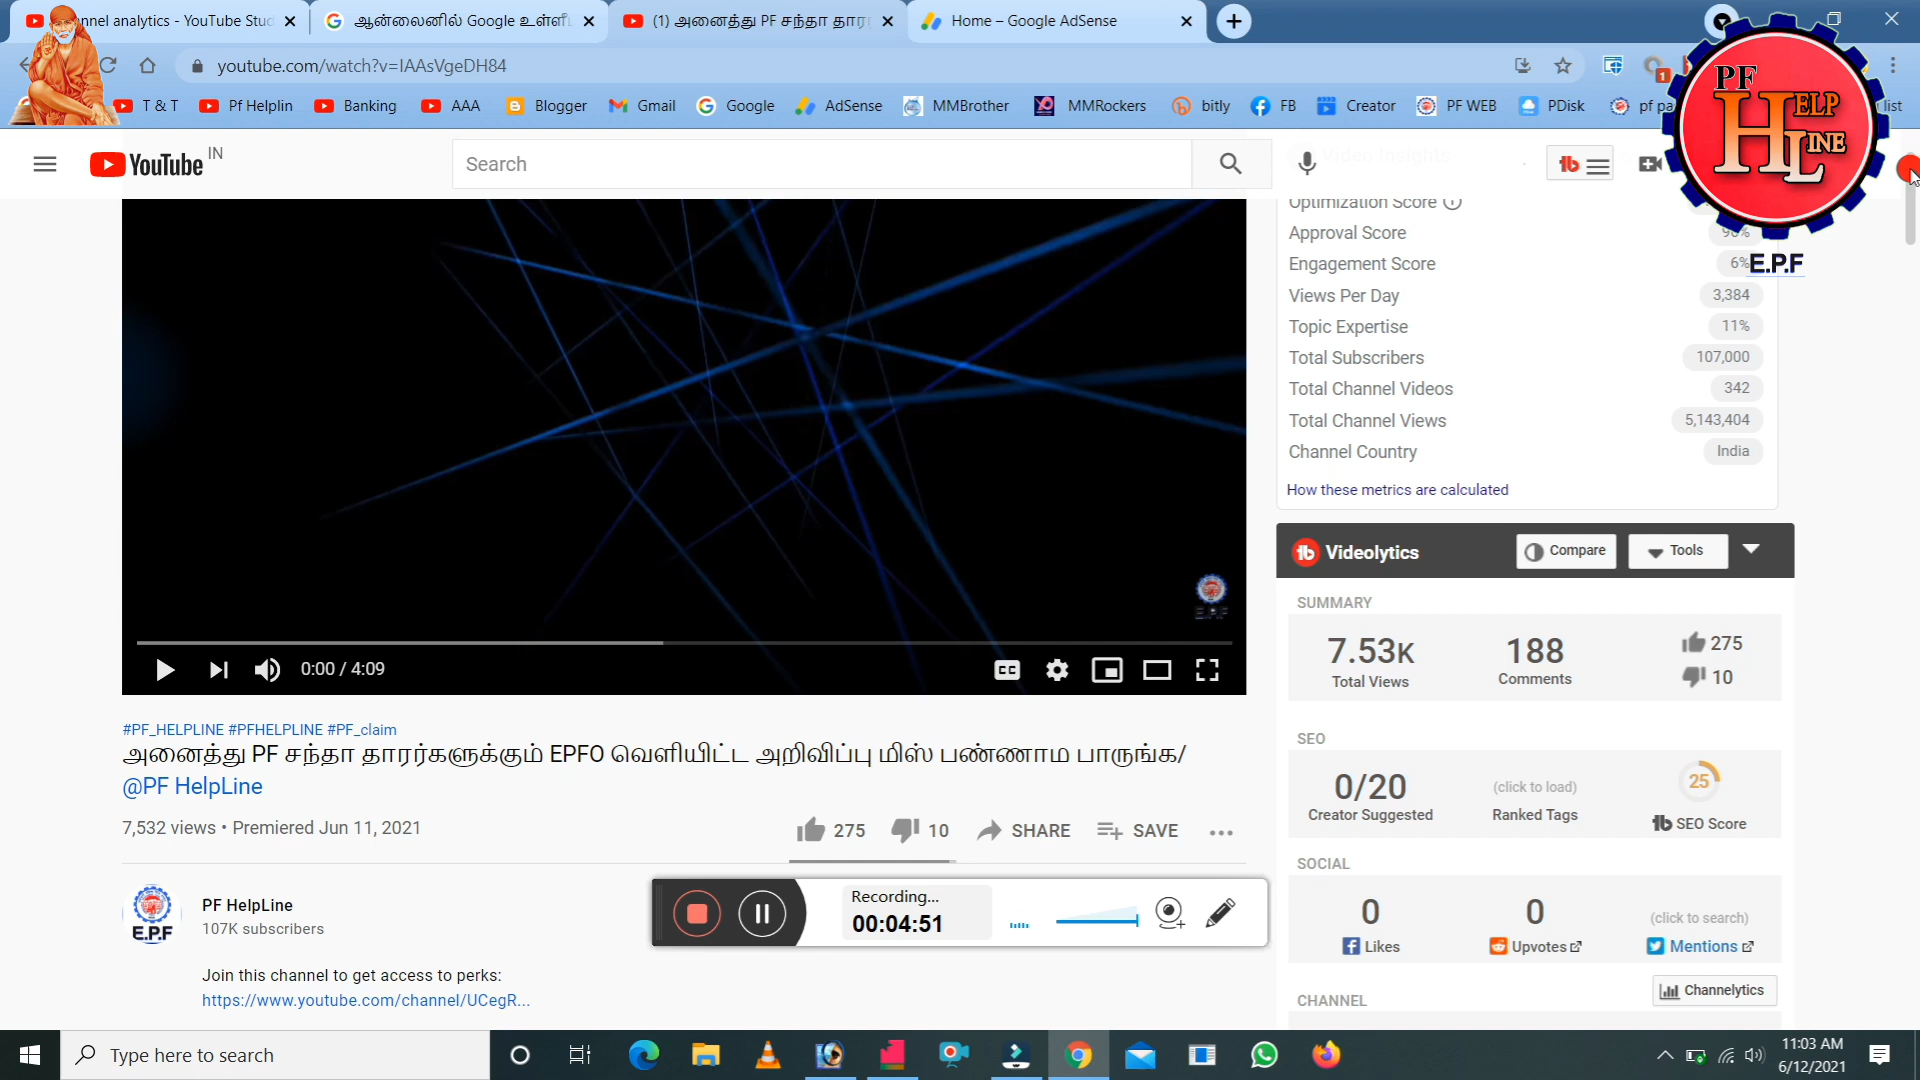 nnel analytics - YouTube Stud
ஆன்லைனில் Google உள்ளீ
(1) அனைத்து PF சந்தா தார
Home – Google AdSense
youtube.com/watch?v=IAAsVgeDH84
1
T & T
Pf Helplin
Banking
AAA
Blogger
Gmail
Google
AdSense
MMBrother
MMRockers
bitly
FB
Creator
PF WEB
PDisk
pf pa
list
PF
HELP
LINE
E.P.F
YouTube IN
Search
Video Insights
Optimization Score
Approval Score
Engagement Score 6%
Views Per Day 3,384
Topic Expertise 11%
Total Subscribers 107,000
Total Channel Videos 342
Total Channel Views 5,143,404
Channel Country India
How these metrics are calculated
Videolytics Compare Tools
SUMMARY
7.53K 188 275
Total Views Comments 10
SEO
0/20 (click to load) 25
Creator Suggested Ranked Tags SEO Score
SOCIAL
0 0 (click to search)
Likes Upvotes Mentions
CHANNEL Channelytics
E.P.F
0:00 / 4:09
CC
#PF_HELPLINE #PFHELPLINE #PF_claim
அனைத்து PF சந்தா தாரர்களுக்கும் EPFO வெளியிட்ட அறிவிப்பு மிஸ் பண்ணாம பாருங்க/
@PF HelpLine
7,532 views • Premiered Jun 11, 2021
275 10 SHARE SAVE
E.P.F
PF HelpLine
107K subscribers
Recording...
00:04:51
Join this channel to get access to perks:
https://www.youtube.com/channel/UCegR...
Type here to search
11:03 AM
6/12/2021